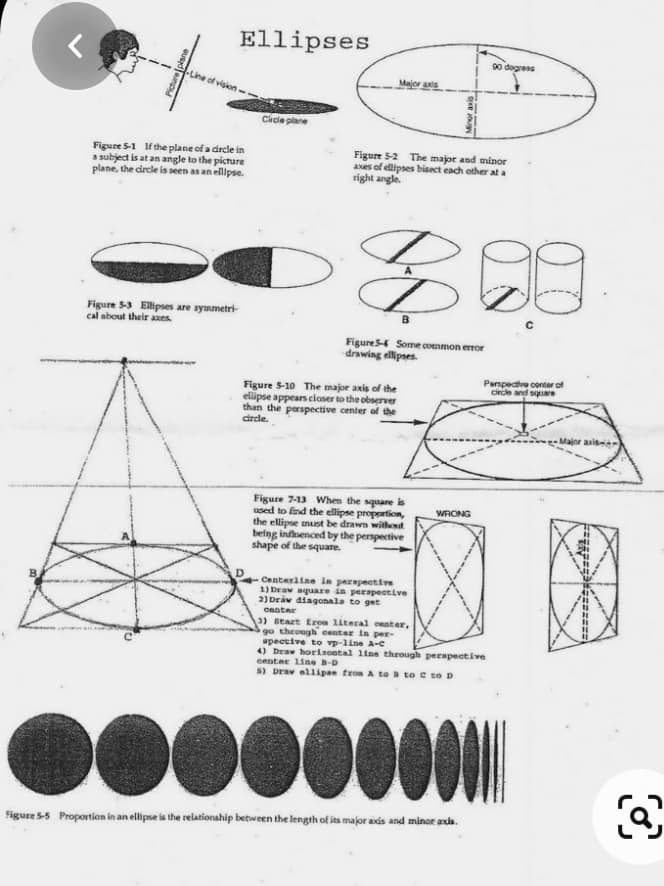 Ellipses
Picture plane
Line of vision
Circle plane
Figure 5-1 If the plane of a circle in
a subject is at an angle to the picture
plane, the circle is seen as an ellipse.
90 degrees
Major axis
Minor axis
Figure 5-2 The major and minor
axes of ellipses bisect each other at a
right angle.
Figure 5-3 Ellipses are symmetri-
cal about their axes.
A
B
C
Figure 5-4 Some common error
drawing ellipses.
Figure 5-10 The major axis of the
ellipse appears closer to the observer
than the perspective center of the
circle.
Perspective center of
circle and square
Major axis
Figure 7-13 When the square is
used to find the ellipse proportion,
the ellipse must be drawn without
being influenced by the perspective
shape of the square.
WRONG
A
B
D
C
Centerline in perspective
1) Draw square in perspective
2) Draw diagonals to get
center
3) Start from literal center,
go through center in per-
spective to vp-line A-C
4) Draw horizontal line through perspective
center line B-D
5) Draw ellipse from A to B to C to D
Figure 5-5 Proportion in an ellipse is the relationship between the length of its major axis and minor axis.